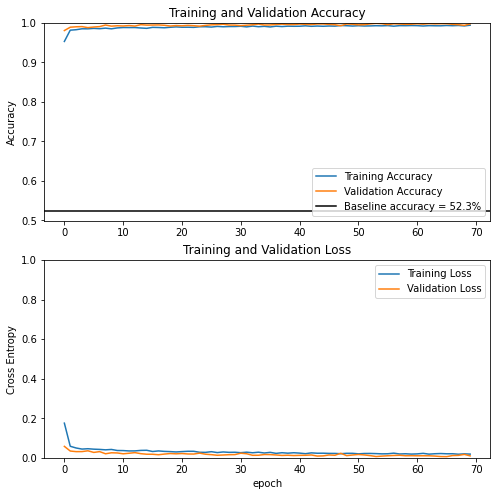 Training and Validation Accuracy
1.0
0.9
0.8
0.7
0.6
0.5
Accuracy
Training Accuracy
Validation Accuracy
Baseline accuracy = 52.3%
0 10 20 30 40 50 60 70
Training and Validation Loss
1.0
0.8
0.6
0.4
0.2
0.0
Cross Entropy
Training Loss
Validation Loss
0 10 20 30 40 50 60 70
epoch